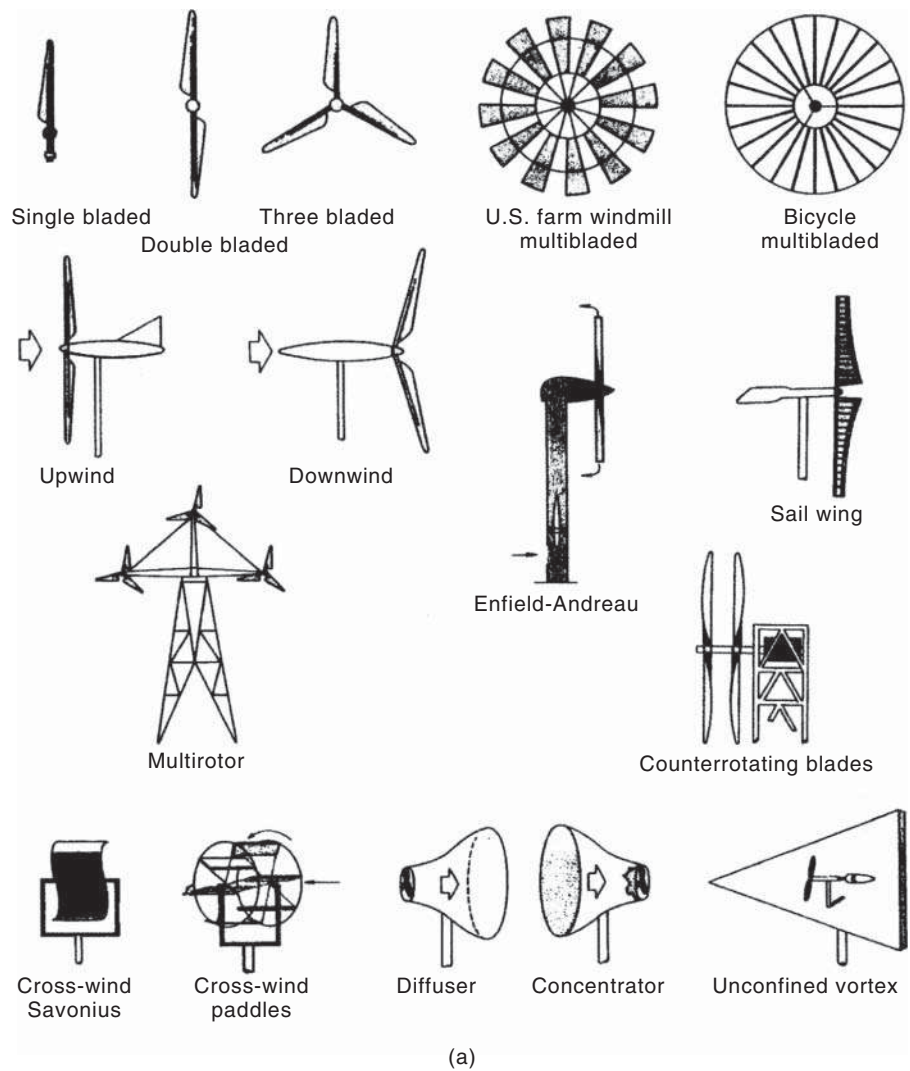 Single bladed
Double bladed
Three bladed
U.S. farm windmill
multibladed
Bicycle
multibladed
Upwind
Downwind
Enfield-Andreau
Sail wing
Multirotor
Counterrotating blades
Cross-wind
Savonius
Cross-wind
paddles
Diffuser
Concentrator
Unconfined vortex
(a)